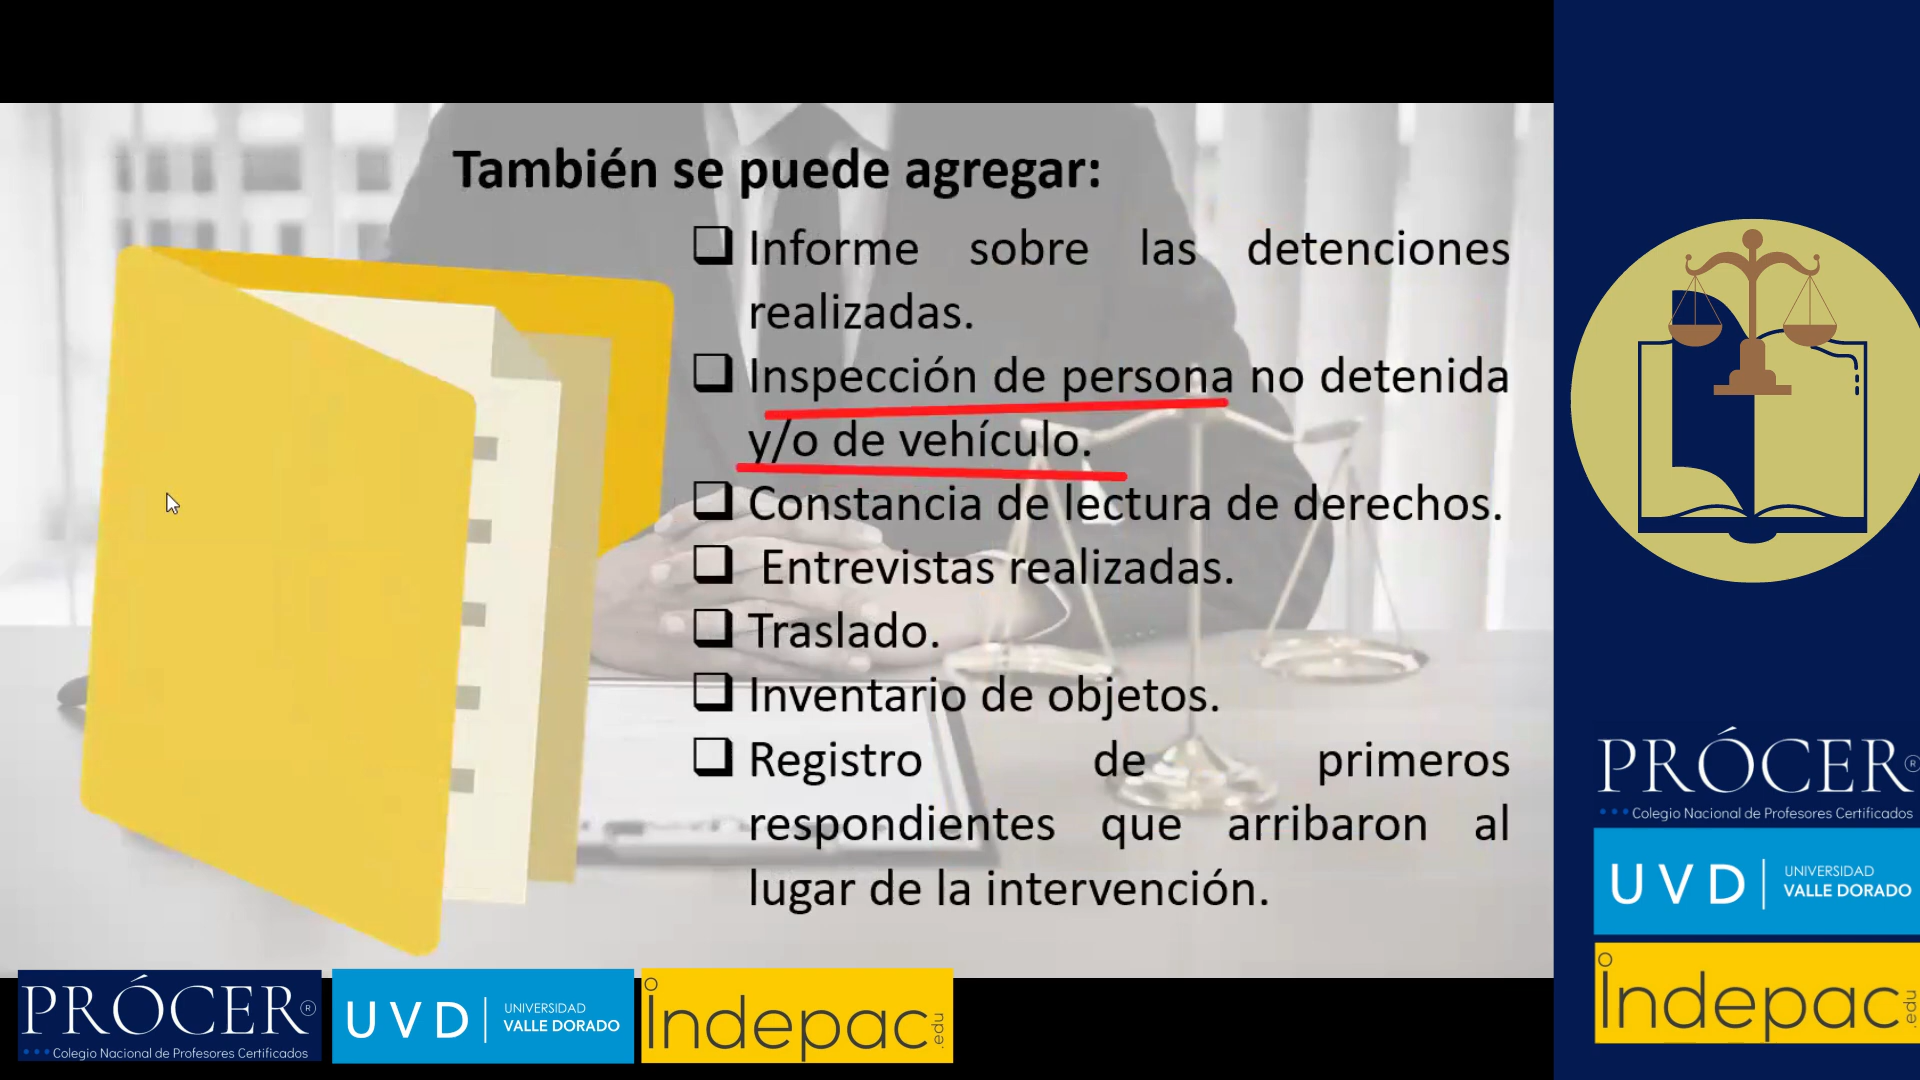 También se puede agregar:
Informe sobre las detenciones
realizadas.
Inspección de persona no detenida
y/o de vehículo.
Constancia de lectura de derechos.
Entrevistas realizadas.
Traslado.
Inventario de objetos.
Registro de primeros
respondientes que arribaron al
lugar de la intervención.
PRÓCER®
Colegio Nacional de Profesores Certificados
UVD UNIVERSIDAD
VALLE DORADO
indepac.edu
PRÓCER®
Colegio Nacional de Profesores Certificados
UVD UNIVERSIDAD
VALLE DORADO
indepac.edu